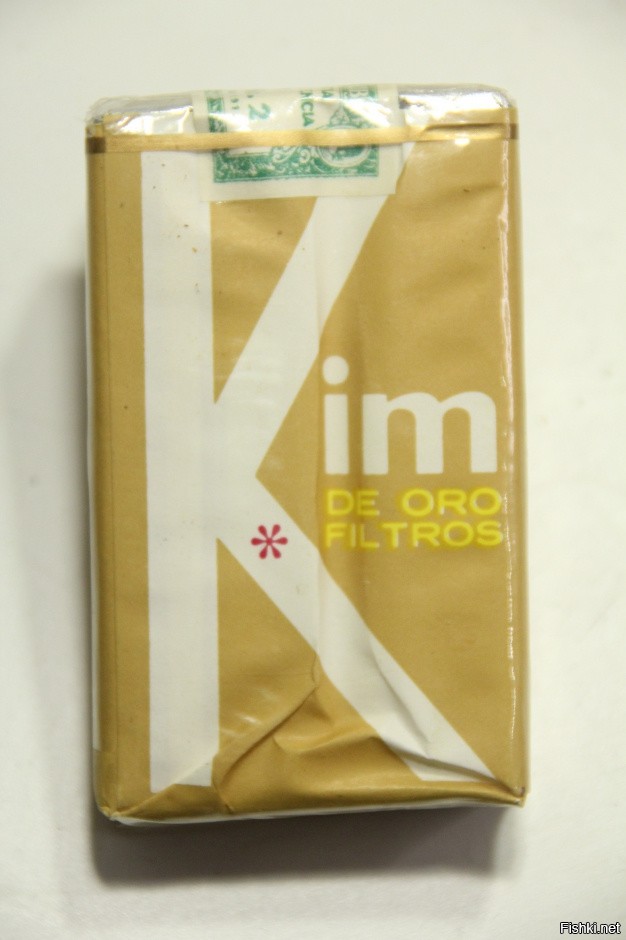 Kim
DE ORO
FILTROS
*
Fishki.net